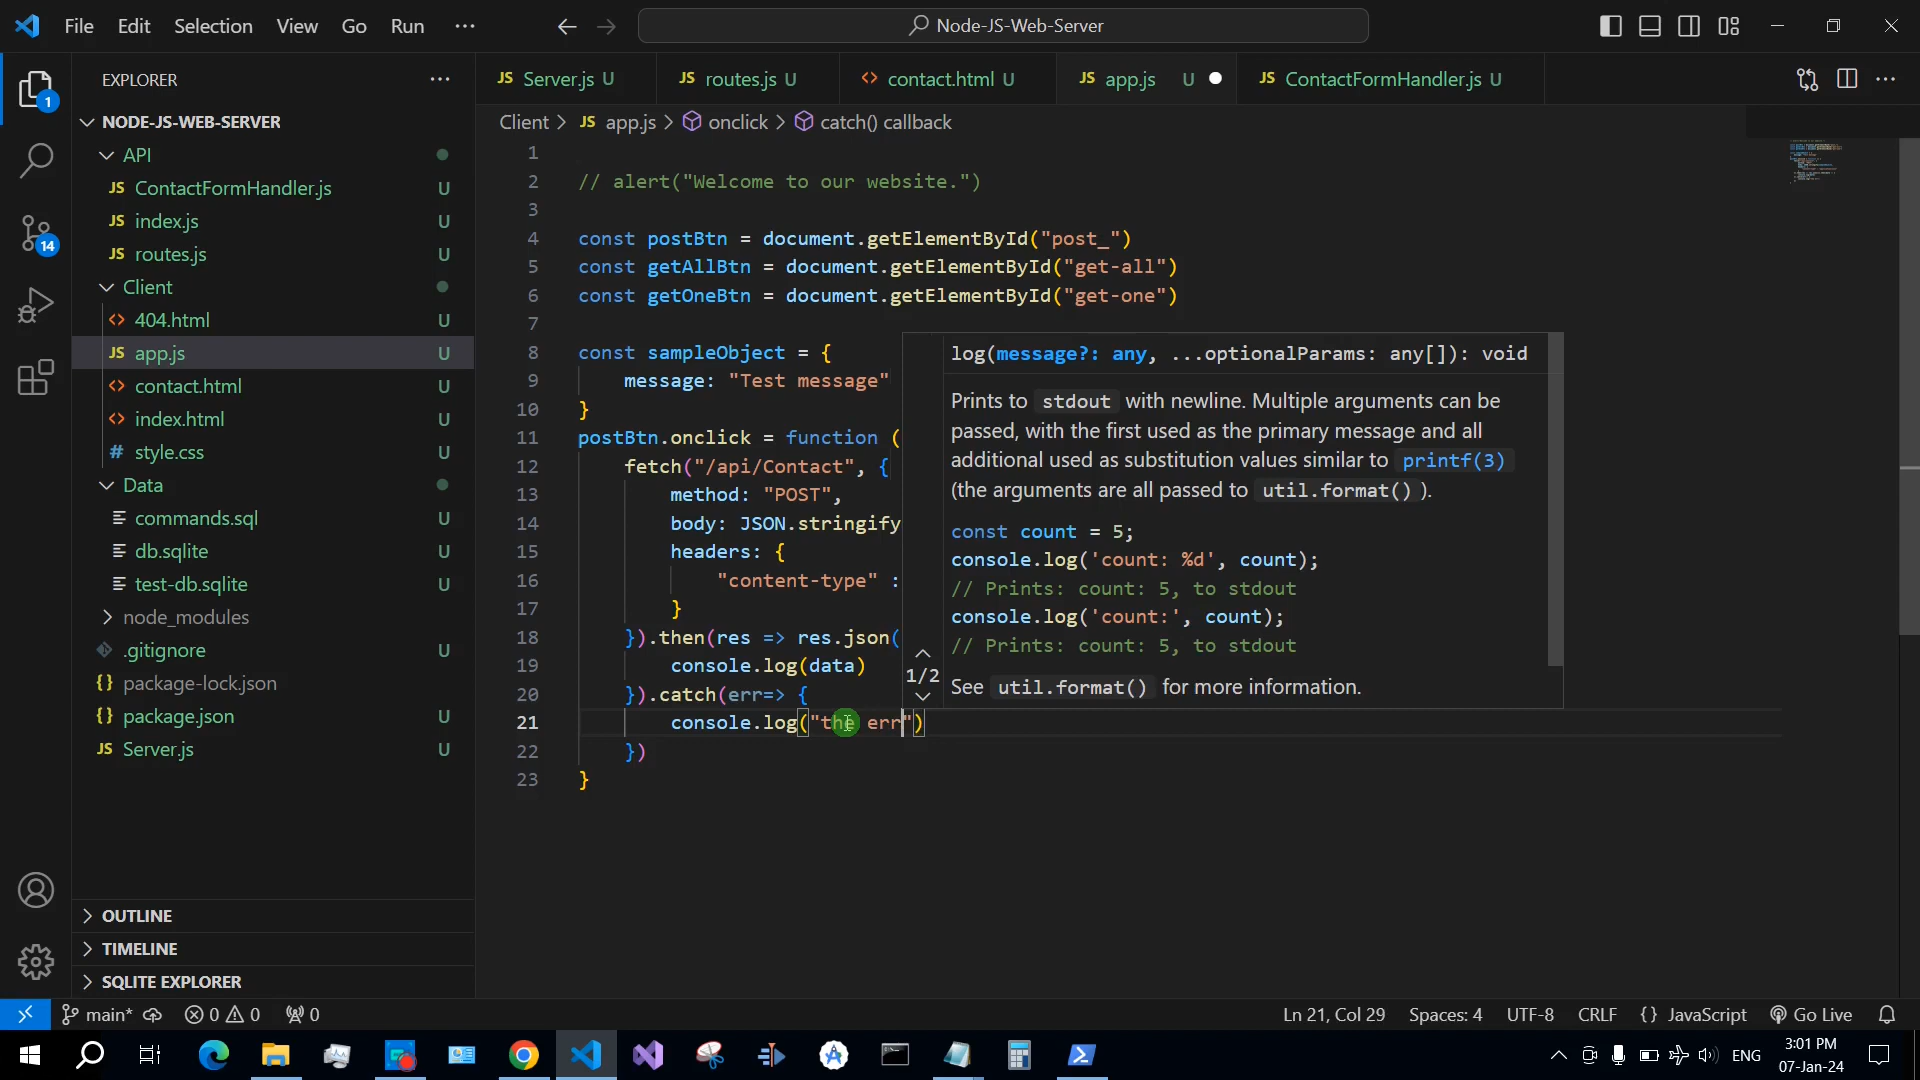 File Edit Selection View Go Run ···
Node-JS-Web-Server
EXPLORER
NODE-JS-WEB-SERVER
API
JS ContactFormHandler.js U
JS index.js U
JS routes.js U
Client
<> 404.html U
JS app.js U
<> contact.html U
<> index.html U
# style.css U
Data
commands.sql U
db.sqlite U
test-db.sqlite U
node_modules
.gitignore U
{} package-lock.json
{} package.json U
JS Server.js U
OUTLINE
TIMELINE
SQLITE EXPLORER
1
14
JS Server.js U
JS routes.js U
<> contact.html U
JS app.js U
JS ContactFormHandler.js U
Client > JS app.js > onclick > catch() callback
1
2 // alert("Welcome to our website.")
3
4 const postBtn = document.getElementById("post_")
5 const getAllBtn = document.getElementById("get-all")
6 const getOneBtn = document.getElementById("get-one")
7
8 const sampleObject = {
9 message: "Test message"
10 }
11 postBtn.onclick = function (
12 fetch("/api/Contact", {
13 method: "POST",
14 body: JSON.stringify
15 headers: {
16 "content-type" :
17 }
18 }).then(res => res.json(
19 console.log(data)
20 }).catch(err=> {
21 console.log("the err")
22 })
23 }
log(message?: any, ...optionalParams: any[]): void
Prints to stdout with newline. Multiple arguments can be
passed, with the first used as the primary message and all
additional used as substitution values similar to printf(3)
(the arguments are all passed to util.format() ).
const count = 5;
console.log('count: %d', count);
// Prints: count: 5, to stdout
console.log('count:', count);
// Prints: count: 5, to stdout
See util.format() for more information.
1/2
main* 0 0 0
Ln 21, Col 29 Spaces: 4 UTF-8 CRLF {} JavaScript Go Live
ENG
3:01 PM
07-Jan-24